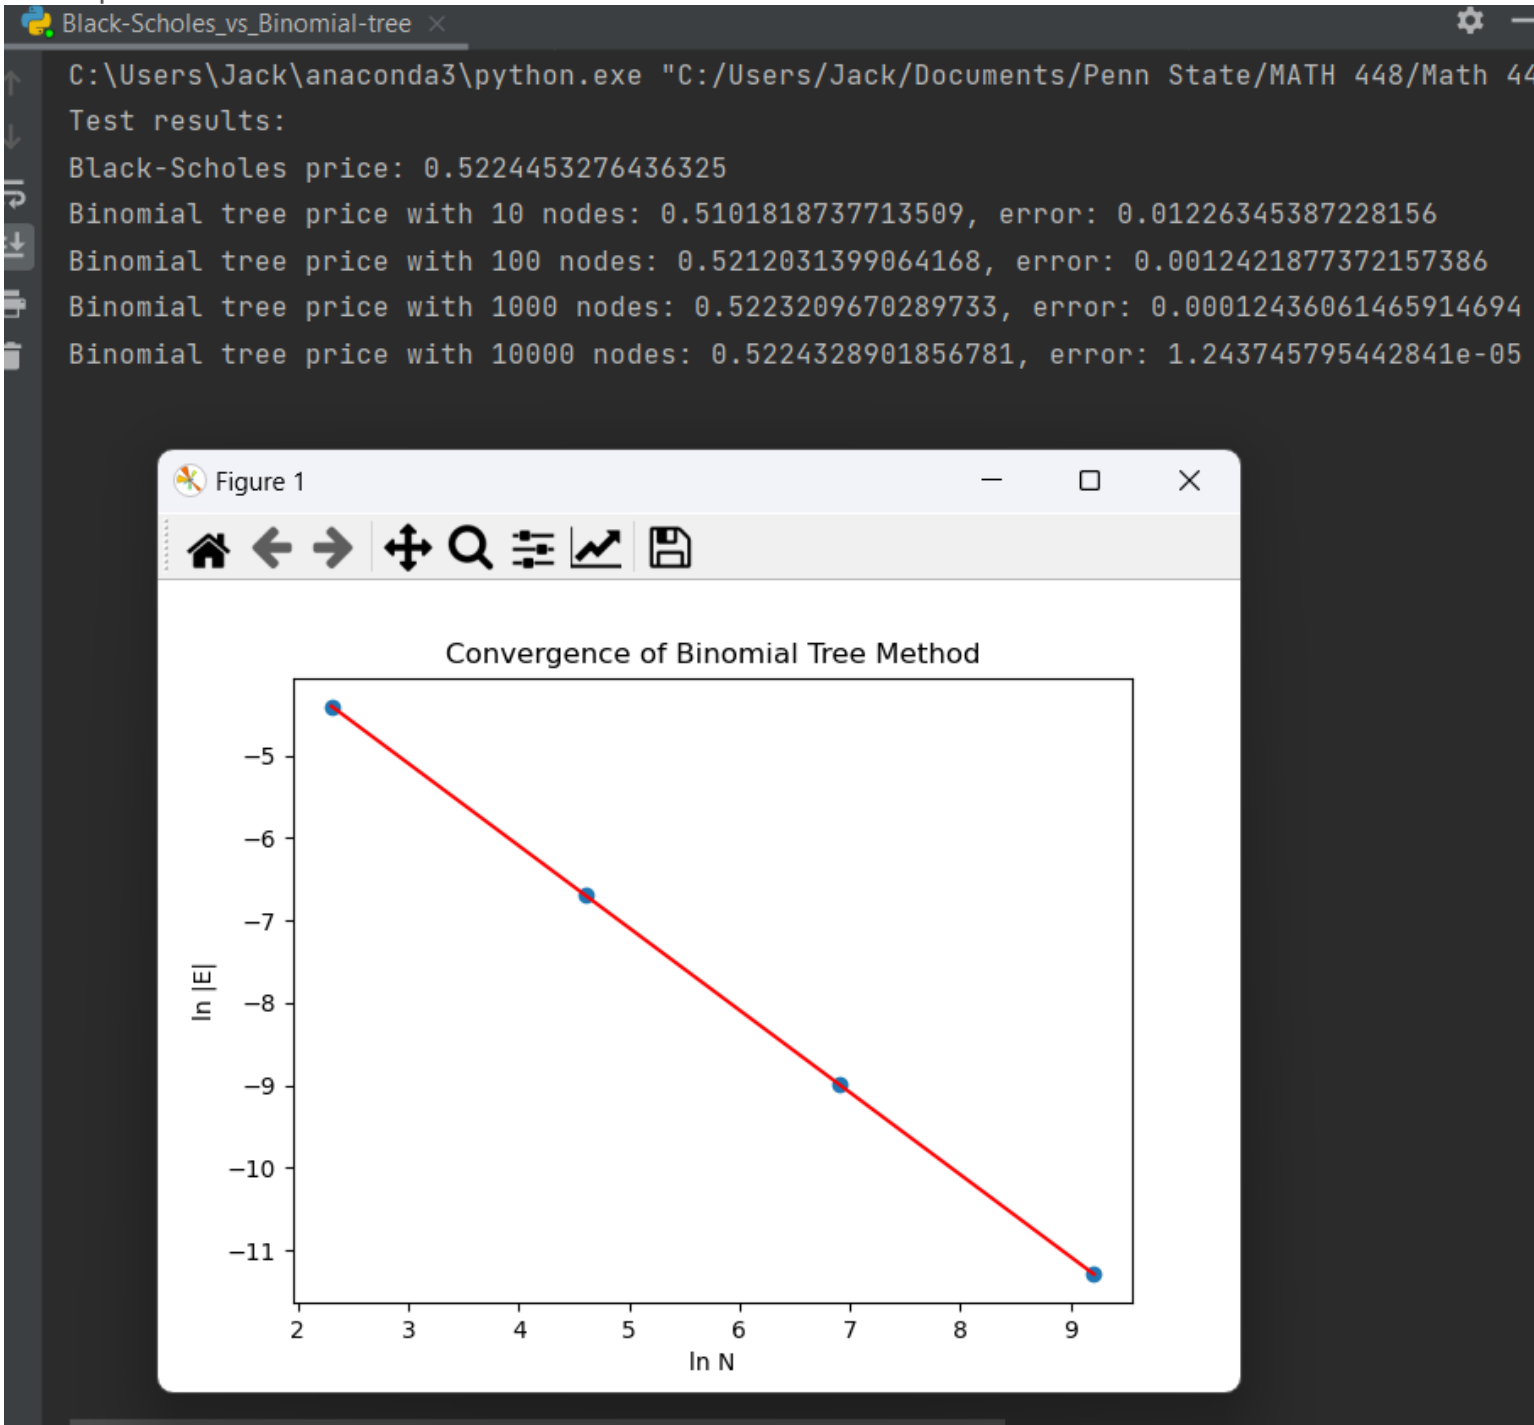 Black-Scholes_vs_Binomial-tree
C:\Users\Jack\anaconda3\python.exe "C:/Users/Jack/Documents/Penn State/MATH 448/Math 44
Test results:
Black-Scholes price: 0.5224453276436325
Binomial tree price with 10 nodes: 0.5101818737713509, error: 0.01226345387228156
Binomial tree price with 100 nodes: 0.5212031399064168, error: 0.0012421877372157386
Binomial tree price with 1000 nodes: 0.5223209670289733, error: 0.00012436061465914694
Binomial tree price with 10000 nodes: 0.5224328901856781, error: 1.243745795442841e-05
Figure 1
Convergence of Binomial Tree Method
−5
−6
−7
−8
−9
−10
−11
ln |E|
2 3 4 5 6 7 8 9
ln N